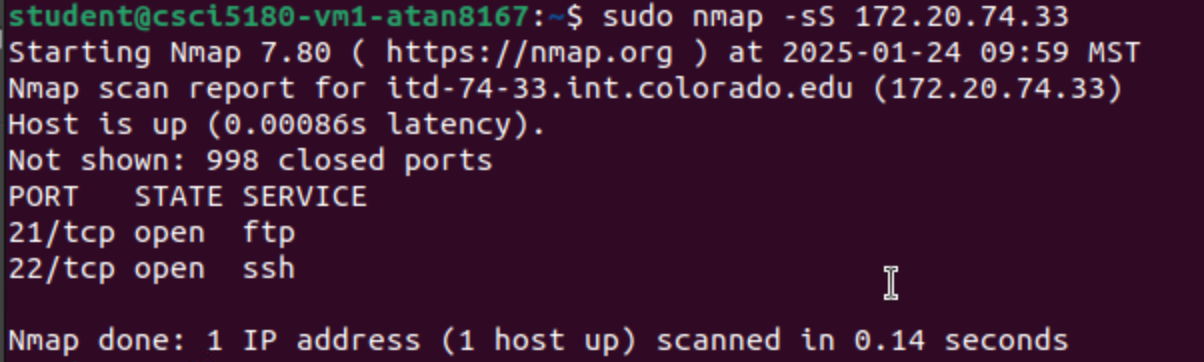 student@csci5180-vm1-atan8167:~$ sudo nmap -sS 172.20.74.33
Starting Nmap 7.80 ( https://nmap.org ) at 2025-01-24 09:59 MST
Nmap scan report for itd-74-33.int.colorado.edu (172.20.74.33)
Host is up (0.00086s latency).
Not shown: 998 closed ports
PORT   STATE SERVICE
21/tcp open  ftp
22/tcp open  ssh
Nmap done: 1 IP address (1 host up) scanned in 0.14 seconds